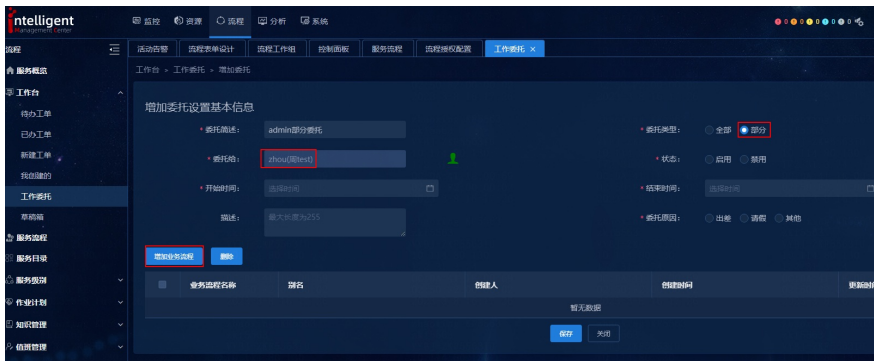 intelligent
Management Center
监控 资源 流程 分析 系统
0 0 0 0 0 0
流程
活动告警 流程表单设计 流程工作组 控制面板 服务流程 流程授权配置 工作委托 ×
服务概览
工作台 > 工作委托 > 增加委托
工作台
待办工单
已办工单
新建工单
我创建的
工作委托
草稿箱
服务流程
服务目录
服务级别
作业计划
知识管理
值班管理
增加委托设置基本信息
* 委托简述: admin部分委托
* 委托类型: 全部 部分
* 委托给: zhou(周test)
* 状态: 启用 禁用
* 开始时间: 选择时间
* 结束时间: 选择时间
描述: 最大长度为255
* 委托原因: 出差 请假 其他
增加业务流程 删除
业务流程名称 别名 创建人 创建时间 更新时间
暂无数据
保存 关闭